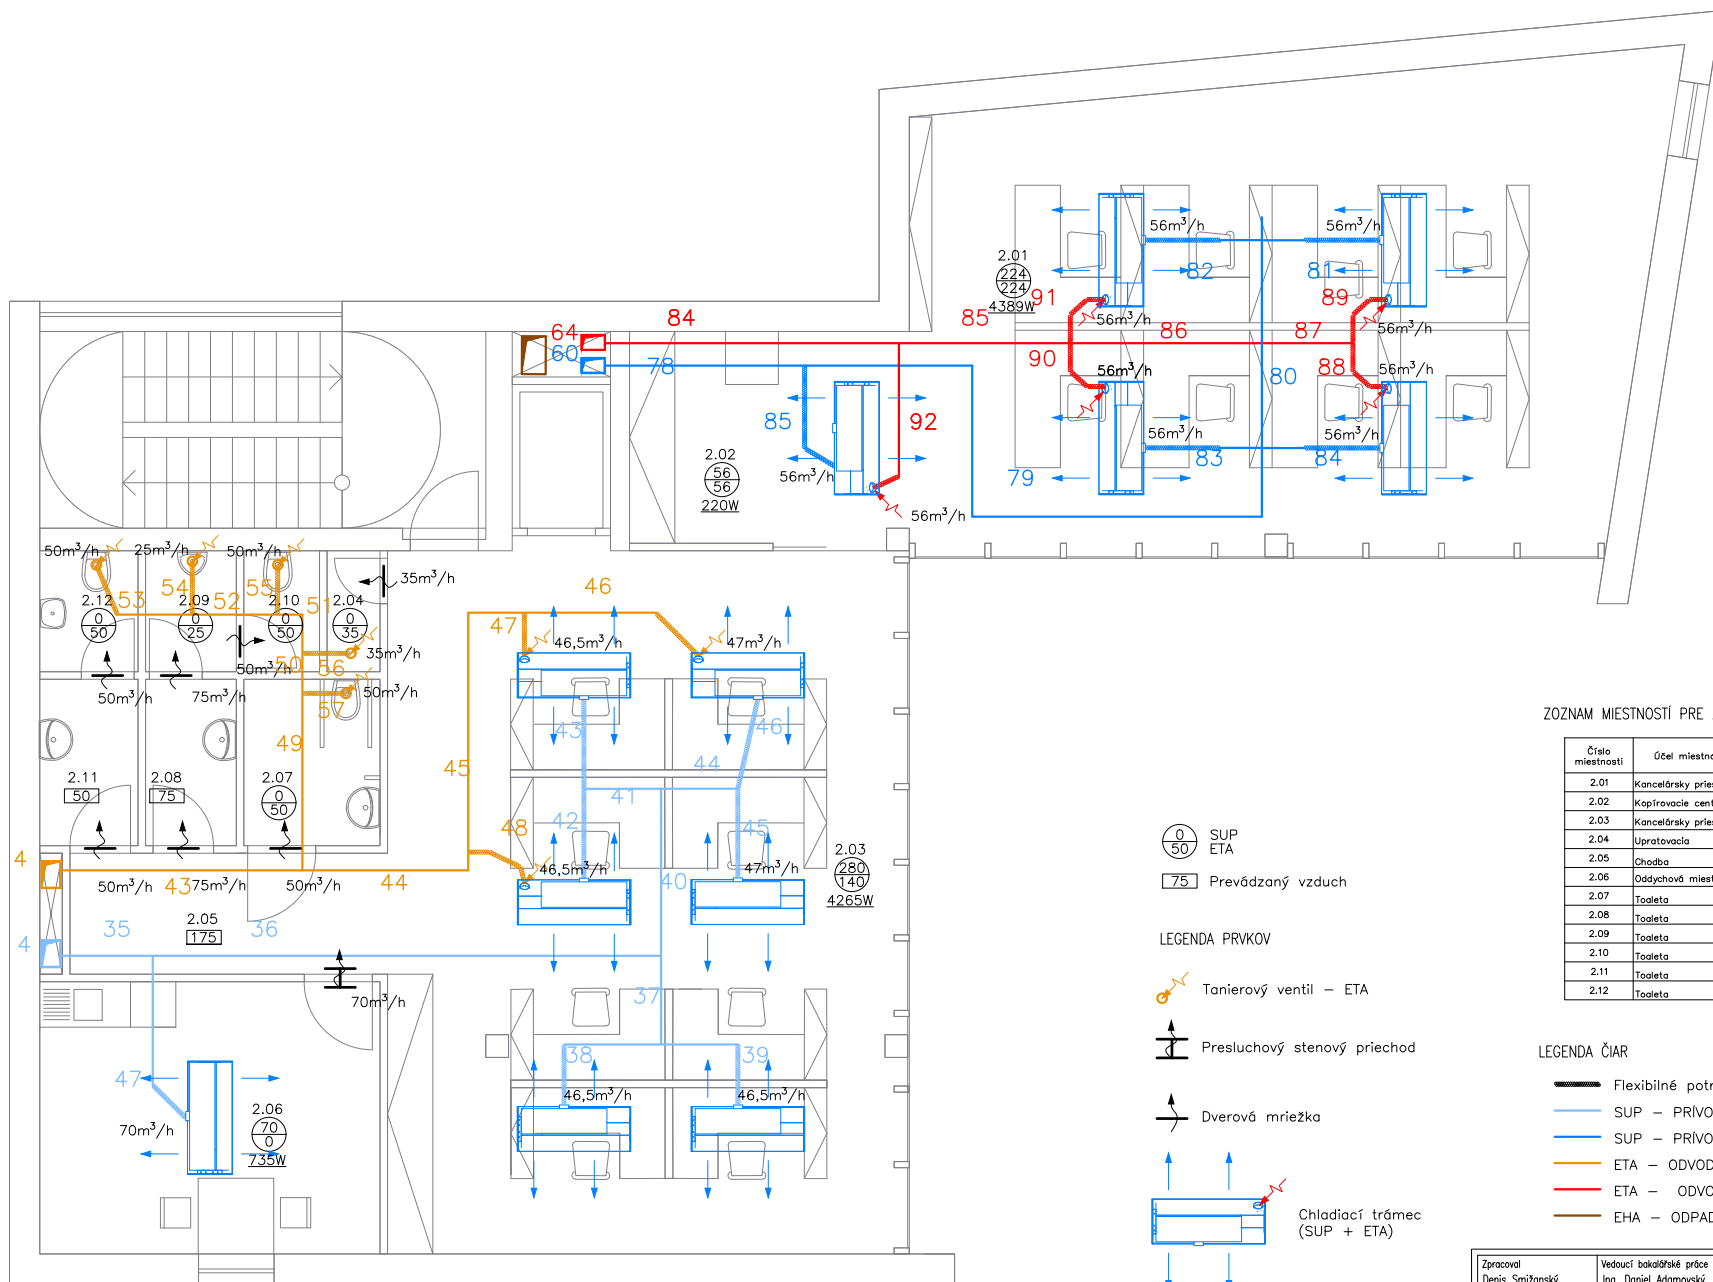 56m³/h
56m³/h
2.01
224
224
4389W
82
81
91
89
85
56m³/h
86
87
56m³/h
84
64
60
78
90
56m³/h
88
56m³/h
80
85
92
56m³/h
56m³/h
2.02
56
56
220W
56m³/h
83
84
79
56m³/h
50m³/h
25m³/h
50m³/h
35m³/h
53
54
52
55
51
46
2.12
0
50
2.09
0
25
2.10
0
50
2.04
0
35
47
46,5m³/h
47m³/h
35m³/h
50m³/h
50
56
50m³/h
75m³/h
50m³/h
57
43
46
49
45
44
2.11
50
2.08
75
2.07
0
50
41
42
45
48
4
43
44
50m³/h
75m³/h
50m³/h
46,5m³/h
40
47m³/h
2.03
280
140
4265W
2.05
175
35
36
4
70m³/h
37
38
39
46,5m³/h
46,5m³/h
47
70m³/h
2.06
70
0
735W
0
50
SUP
ETA
75
Prevádzaný vzduch
LEGENDA PRVKOV
Tanierový ventil – ETA
Presluchový stenový priechod
Dverová mriežka
Chladiací trámec
(SUP + ETA)
ZOZNAM MIESTNOSTÍ PRE
Číslo
miestnosti
Účel
2.01
2.02
Kopírovacie
2.03
Kancelársky
2.04
Upratovacia
2.05
Chodba
2.06
Oddychová
2.07
Toaleta
2.08
Toaleta
2.09
Toaleta
2.10
Toaleta
2.11
Toaleta
2.12
Toaleta
LEGENDA ČIAR
Flexibilné
SUP –
SUP –
ETA –
ETA –
EHA –
Zpracoval
Denis Smižanský
Vedoucí bakalářské práce
Ing. Daniel Adamovský